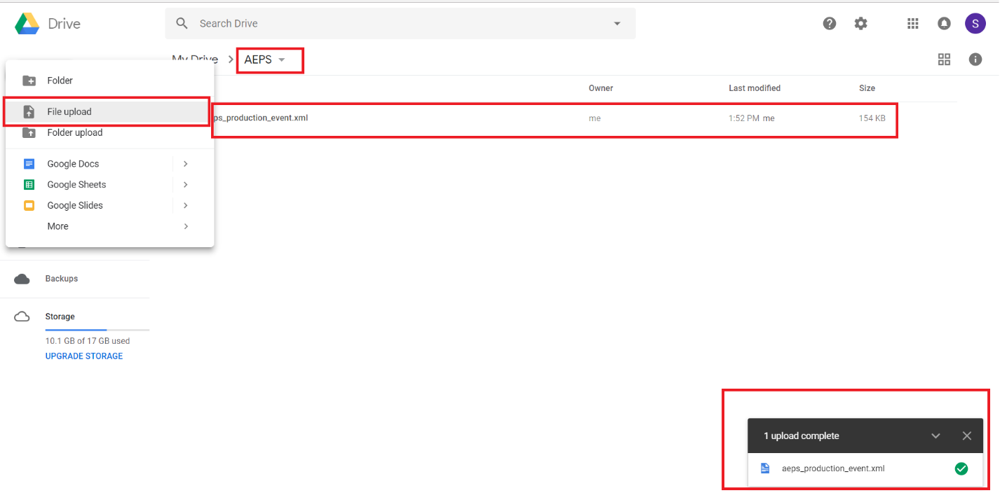 Drive
Search Drive
S
My Drive > AEPS
Folder
File upload
Folder upload
Google Docs
Google Sheets
Google Slides
More
Owner Last modified Size
ps_production_event.xml me 1:52 PM me 154 KB
Backups
Storage
10.1 GB of 17 GB used
UPGRADE STORAGE
1 upload complete
aeps_production_event.xml